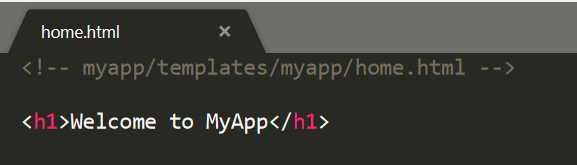 home.html ×
<!-- myapp/templates/myapp/home.html -->
<h1>Welcome to MyApp</h1>